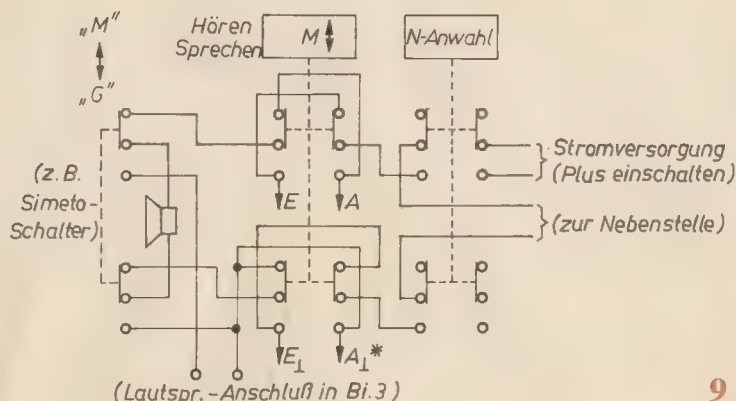 „M”
„G”
Hören
Sprechen
M
N-Anwahl
(z.B.
Simeto-
Schalter)
E
A
Stromversorgung
(Plus einschalten)
(zur Nebenstelle)
E⊥
A⊥*
(Lautspr.-Anschluß in Bi.3)
9